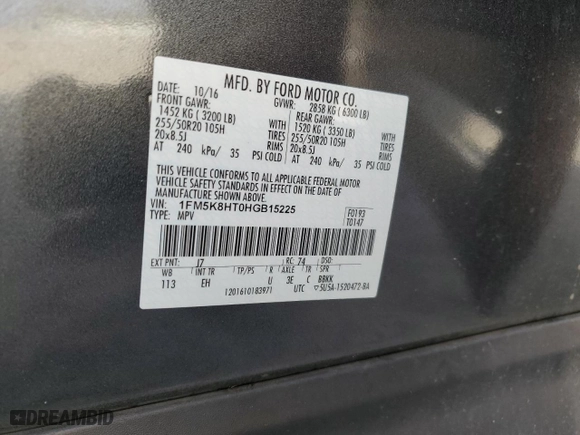 MFD. BY FORD MOTOR CO.
DATE: 10/16 GVWR: 2858 KG ( 6300 LB)
FRONT GAWR: REAR GAWR:
1452 KG ( 3200 LB) WITH 1520 KG ( 3350 LB) WITH
255/50R20 105H TIRES 255/50R20 105H TIRES
20x8.5J RIMS 20x8.5J RIMS
AT 240 kPa/ 35 PSI COLD AT 240 kPa/ 35 PSI COLD
THIS VEHICLE CONFORMS TO ALL APPLICABLE FEDERAL MOTOR
VEHICLE SAFETY STANDARDS IN EFFECT ON THE DATE OF
MANUFACTURE SHOWN ABOVE.
VIN: 1FM5K8HT0HGB15225 F0193
TYPE: MPV T0147
EXT PNT: J7 RC: 74 DSO:
WB INT TR TP/PS R AXLE TR SPR
113 EH U 3E C BBKK
1201610183971 UTC 5U5A-1520472-BA
DREAMBID